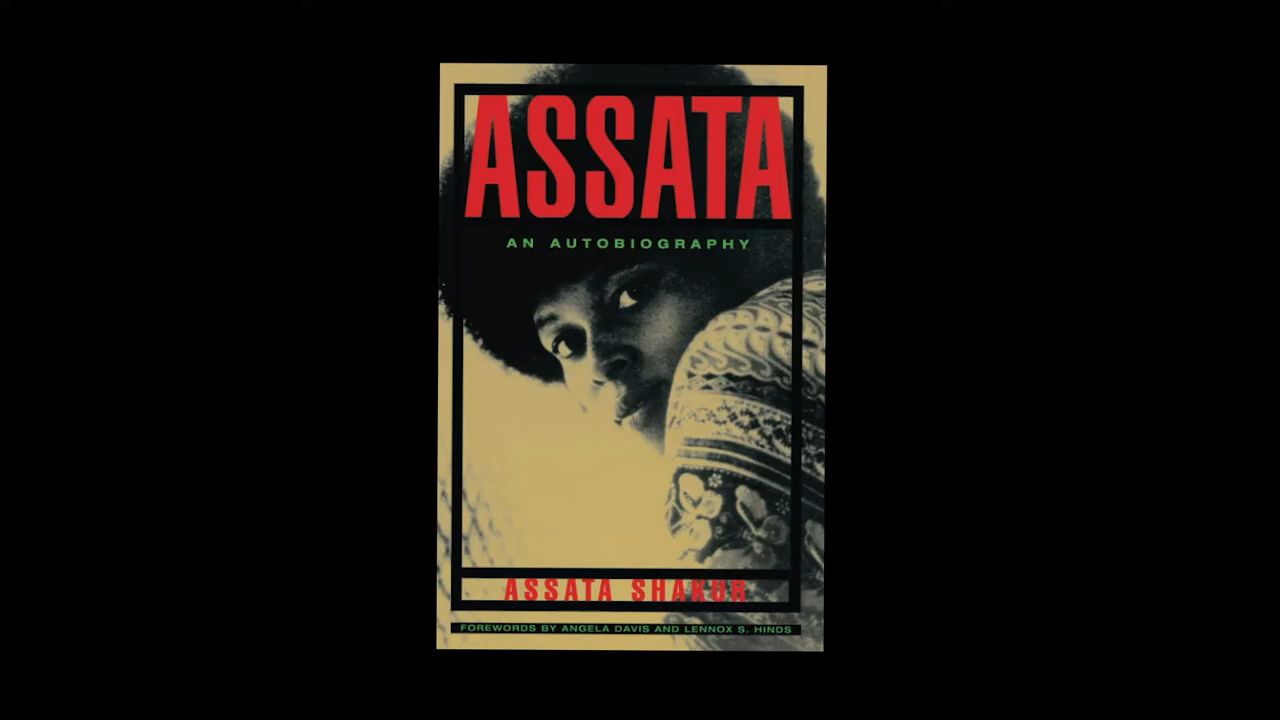 ASSATA
AN AUTOBIOGRAPHY
ASSATA SHAKUR
FOREWORDS BY ANGELA DAVIS AND LENNOX S. HINDS